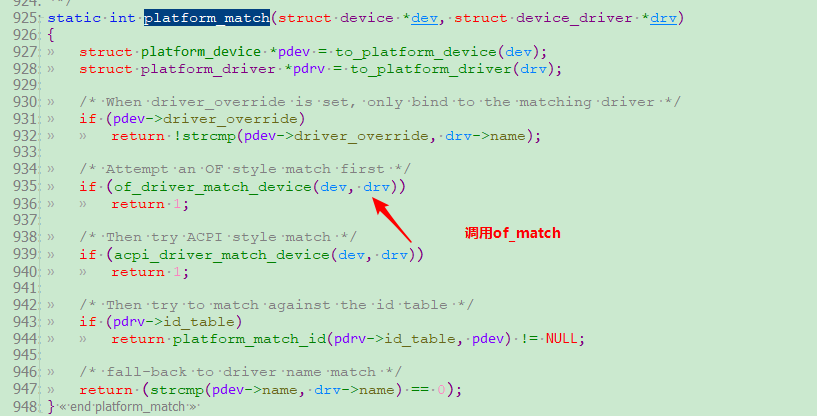 924 **/
925 static int platform_match(struct device *dev, struct device_driver *drv)
926 {
927 » struct platform_device *pdev = to_platform_device(dev);
928 » struct platform_driver *pdrv = to_platform_driver(drv);
929
930 » /* When driver_override is set, only bind to the matching driver */
931 » if (pdev->driver_override)
932 » » return !strcmp(pdev->driver_override, drv->name);
933
934 » /* Attempt an OF style match first */
935 » if (of_driver_match_device(dev, drv))
936 » » return 1;
937
调用of_match
938 » /* Then try ACPI style match */
939 » if (acpi_driver_match_device(dev, drv))
940 » » return 1;
941
942 » /* Then try to match against the id table */
943 » if (pdrv->id_table)
944 » » return platform_match_id(pdrv->id_table, pdev) != NULL;
945
946 » /* fall-back to driver name match */
947 » return (strcmp(pdev->name, drv->name) == 0);
948 } « end platform_match »